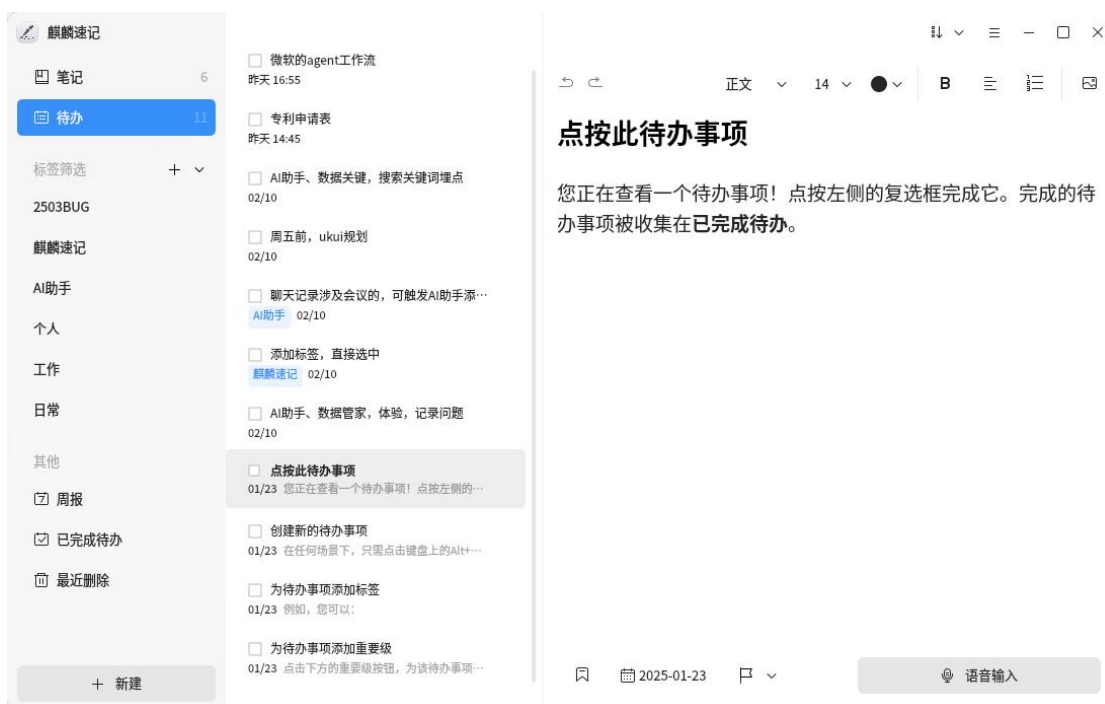 麒麟速记
笔记 6
待办 11
标签筛选
2503BUG
麒麟速记
AI助手
个人
工作
日常
其他
周报
已完成待办
最近删除
新建
微软的agent工作流
昨天 16:55
专利申请表
昨天 14:45
AI助手、数据关键，搜索关键词埋点
02/10
周五前，ukui规划
02/10
聊天记录涉及会议的，可触发AI助手添…
AI助手 02/10
添加标签，直接选中
麒麟速记 02/10
AI助手、数据管家，体验，记录问题
02/10
点按此待办事项
01/23 您正在查看一个待办事项！点按左侧的…
创建新的待办事项
01/23 在任何场景下，只需点击键盘上的Alt+…
为待办事项添加标签
01/23 例如，您可以：
为待办事项添加重要级
01/23 点击下方的重要级按钮，为该待办事项…
正文 14 B
点按此待办事项
您正在查看一个待办事项！点按左侧的复选框完成它。完成的待
办事项被收集在已完成待办。
2025-01-23
语音输入